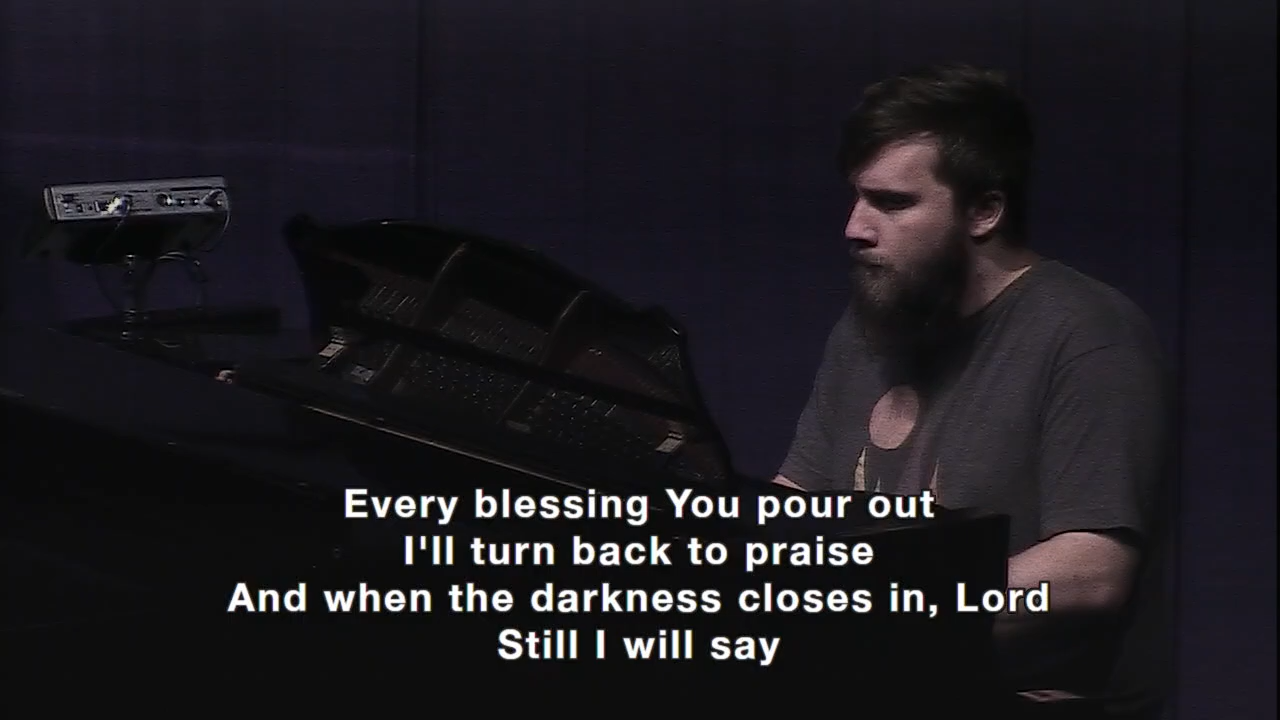 Every blessing You pour out
I'll turn back to praise
And when the darkness closes in, Lord
Still I will say